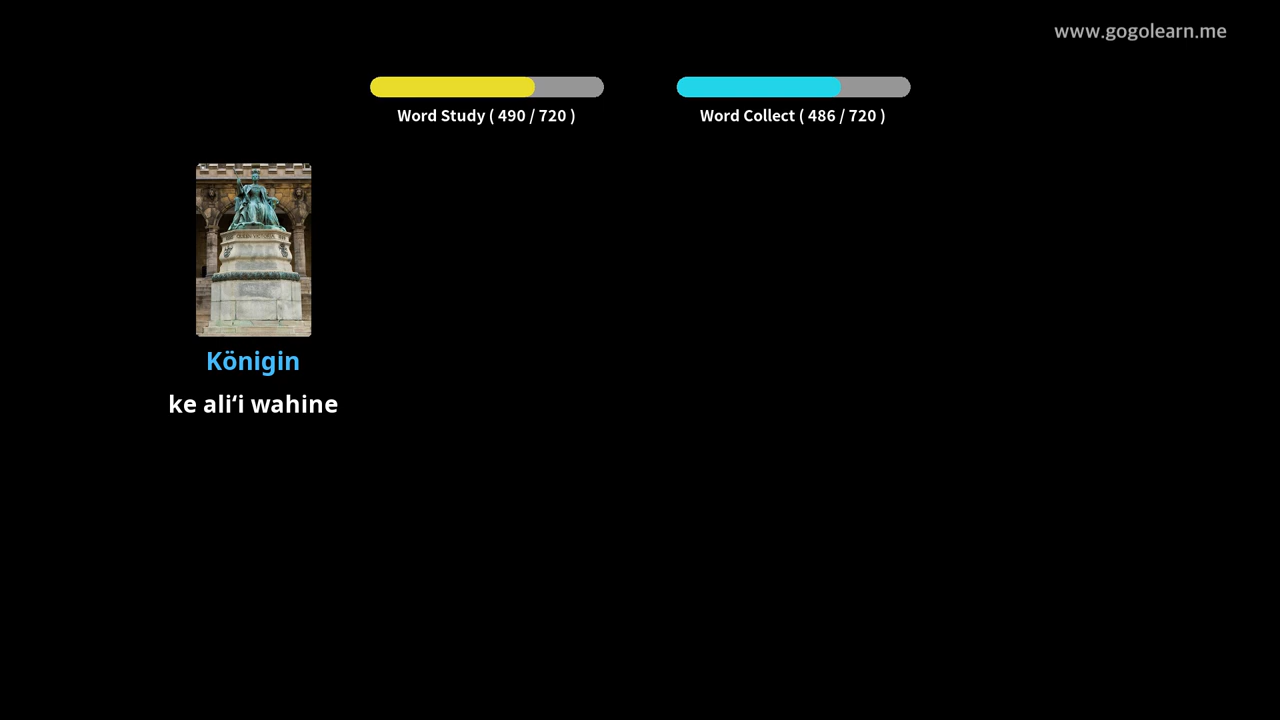 www.gogolearn.me
Word Study ( 490 / 720 )
Word Collect ( 486 / 720 )
Königin
ke aliʻi wahine